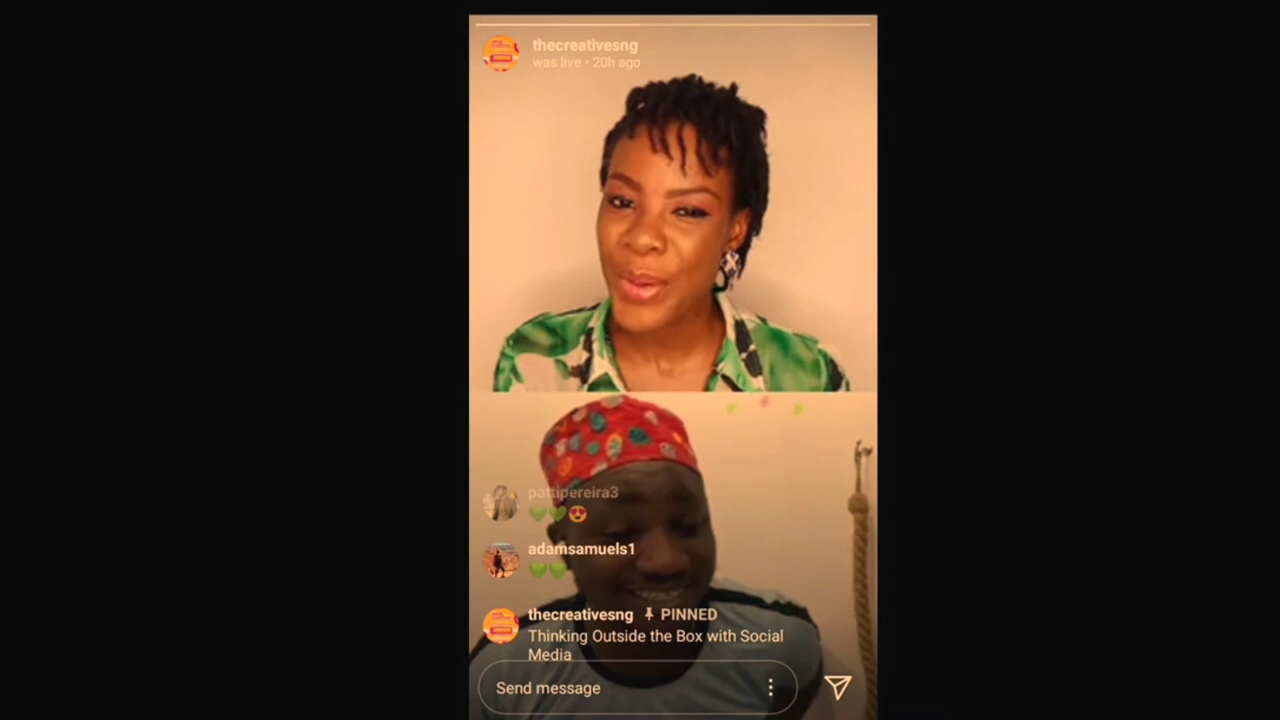 thecreativesng
was live • 20h ago
pattipereira3
💚💚😍
adamsamuels1
💚💚
thecreativesng PINNED
Thinking Outside the Box with Social
Media
Send message